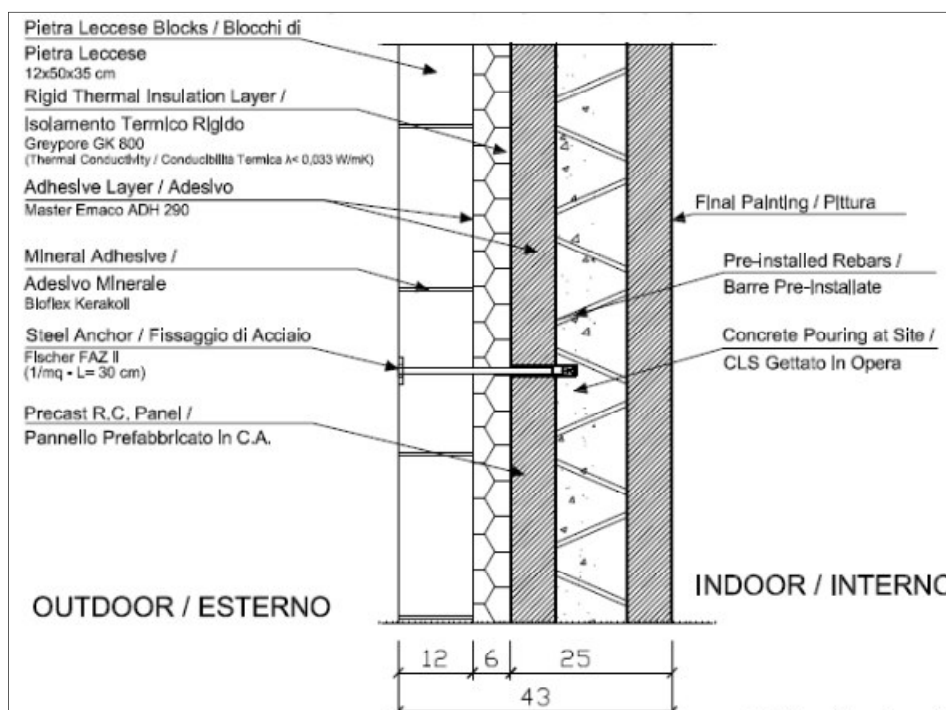 Pietra Leccese Blocks / Blocchi di
Pietra Leccese
12x50x35 cm
Rigid Thermal Insulation Layer /
Isolamento Termico Rigido
Greypore GK 800
(Thermal Conductivity / Conducibilità Termica λ< 0,033 W/mK)
Adhesive Layer / Adesivo
Master Emaco ADH 290
Mineral Adhesive /
Adesivo Minerale
Bioflex Kerakoll
Steel Anchor / Fissaggio di Acciaio
Fischer FAZ II
(1/mq - L= 30 cm)
Precast R.C. Panel /
Pannello Prefabbricato in C.A.
Final Painting / Pittura
Pre-installed Rebars /
Barre Pre-Installate
Concrete Pouring at Site /
CLS Gettato in Opera
OUTDOOR / ESTERNO
INDOOR / INTERNO
12 6 25
43